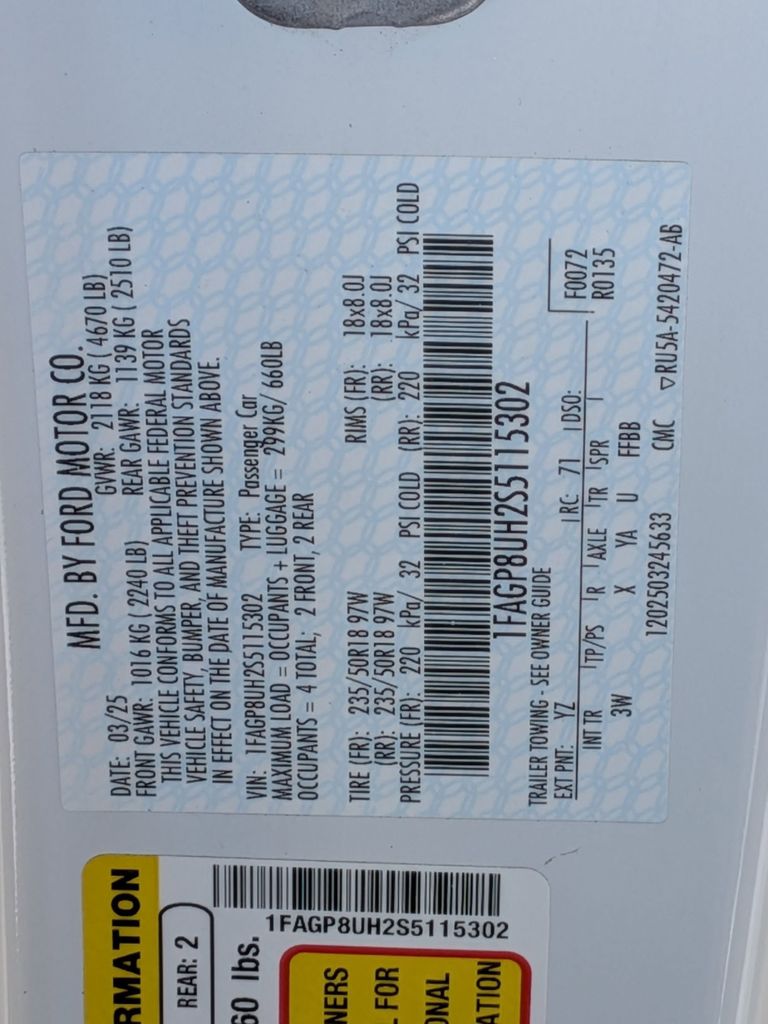 MFD. BY FORD MOTOR CO.
DATE: 03/25 GVWR: 2118 KG ( 4670 LB)
FRONT GAWR: 1016 KG ( 2240 LB) REAR GAWR: 1139 KG ( 2510 LB)
THIS VEHICLE CONFORMS TO ALL APPLICABLE FEDERAL MOTOR
VEHICLE SAFETY, BUMPER, AND THEFT PREVENTION STANDARDS
IN EFFECT ON THE DATE OF MANUFACTURE SHOWN ABOVE.
VIN: 1FAGP8UH2S5115302 TYPE: Passenger Car
MAXIMUM LOAD = OCCUPANTS + LUGGAGE = 299KG/ 660LB
OCCUPANTS = 4 TOTAL; 2 FRONT, 2 REAR
TIRE (FR): 235/50R18 97W RIMS (FR): 18x8.0J
(RR): 235/50R18 97W (RR): 18x8.0J
PRESSURE (FR): 220 kPa/ 32 PSI COLD (RR): 220 kPa/ 32 PSI COLD
1FAGP8UH2S5115302
TRAILER TOWING - SEE OWNER GUIDE
EXT PNT: YZ RC: 71 DSO: F0072
INT TR TP/PS R AXLE TR SPR R0135
3W X YA U FFBB
1202503245633 CMC ▽RU5A-5420472-AB
RMATION
REAR: 2
1FAGP8UH2S5115302
60 lbs.
NERS
L FOR
ONAL
ATION